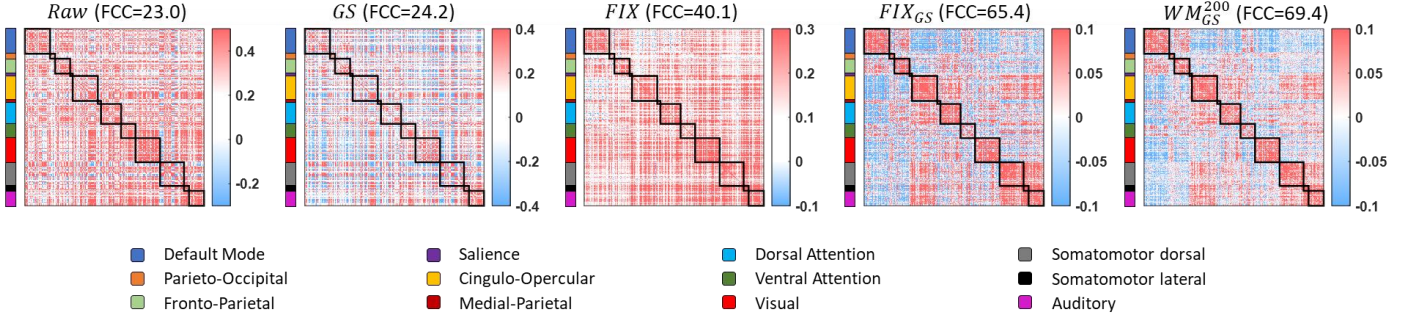 Raw (FCC=23.0) GS (FCC=24.2) FIX (FCC=40.1) FIX_GS (FCC=65.4) WM_GS^200 (FCC=69.4)
0.4 0.4 0.3 0.1 0.1
0.2 0.2 0.2 0.05 0.05
0 0 0.1 0 0
-0.2 -0.2 0 -0.05 -0.05
-0.4 -0.1 -0.1 -0.1
Default Mode Salience Dorsal Attention Somatomotor dorsal
Parieto-Occipital Cingulo-Opercular Ventral Attention Somatomotor lateral
Fronto-Parietal Medial-Parietal Visual Auditory